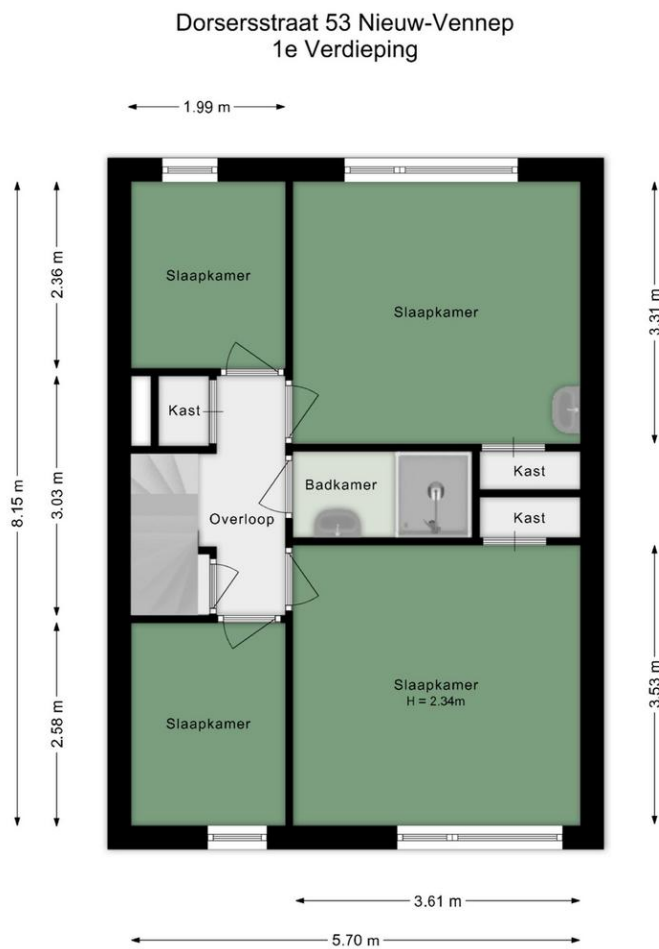 Dorsersstraat 53 Nieuw-Vennep
1e Verdieping
1.99 m
Slaapkamer
Slaapkamer
2.36 m
3.31 m
Kast
Kast
Badkamer
8.15 m
3.03 m
Overloop
Kast
Slaapkamer
H = 2.34m
Slaapkamer
2.58 m
3.53 m
3.61 m
5.70 m